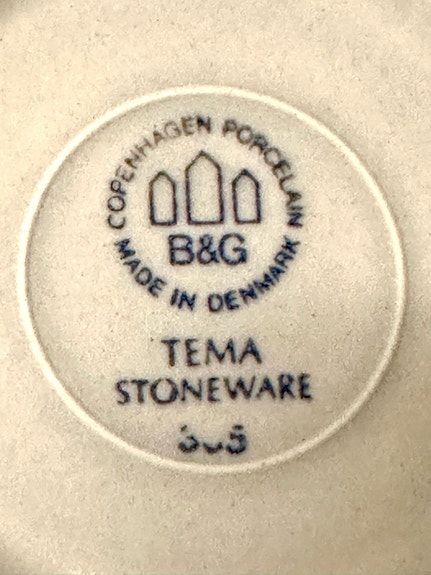 COPENHAGEN PORCELAIN
B&G
MADE IN DENMARK
TEMA
STONEWARE